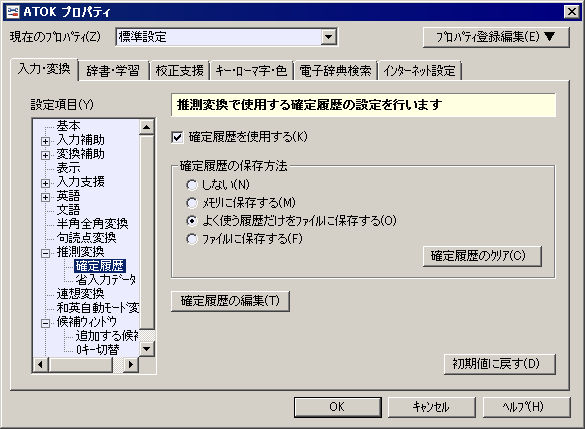 ATOK プロパティ
現在のプロパティ(Z)
標準設定
プロパティ登録編集(E) ▼
入力・変換
辞書・学習
校正支援
キー・ローマ字・色
電子辞典検索
インターネット設定
設定項目(Y)
基本
入力補助
変換補助
表示
入力支援
英語
文語
半角全角変換
句読点変換
推測変換
確定履歴
省入力データ
連想変換
和英自動モード変
候補ウィンドウ
追加する候補
0キー切替
推測変換で使用する確定履歴の設定を行います
確定履歴を使用する(K)
確定履歴の保存方法
しない(N)
メモリに保存する(M)
よく使う履歴だけをファイルに保存する(O)
ファイルに保存する(F)
確定履歴のクリア(C)
確定履歴の編集(T)
初期値に戻す(D)
OK
キャンセル
ヘルプ(H)